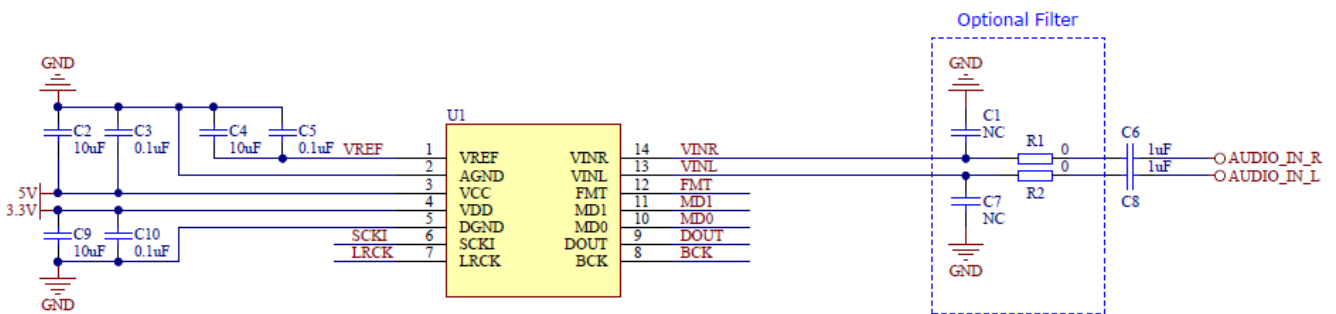 Optional Filter
GND
GND
U1
C1
NC
C2
10uF
C3
0.1uF
C4
10uF
C5
0.1uF
VREF
1
VREF
VINR
14
VINR
R1
0
C6
1uF
AUDIO_IN_R
2
AGND
VINL
13
VINL
R2
0
C8
1uF
AUDIO_IN_L
5V
3
VCC
FMT
12
FMT
3.3V
4
VDD
MD1
11
MD1
C7
NC
5
DGND
MD0
10
MD0
C9
10uF
C10
0.1uF
SCKI
6
SCKI
DOUT
9
DOUT
LRCK
7
LRCK
BCK
8
BCK
GND
GND